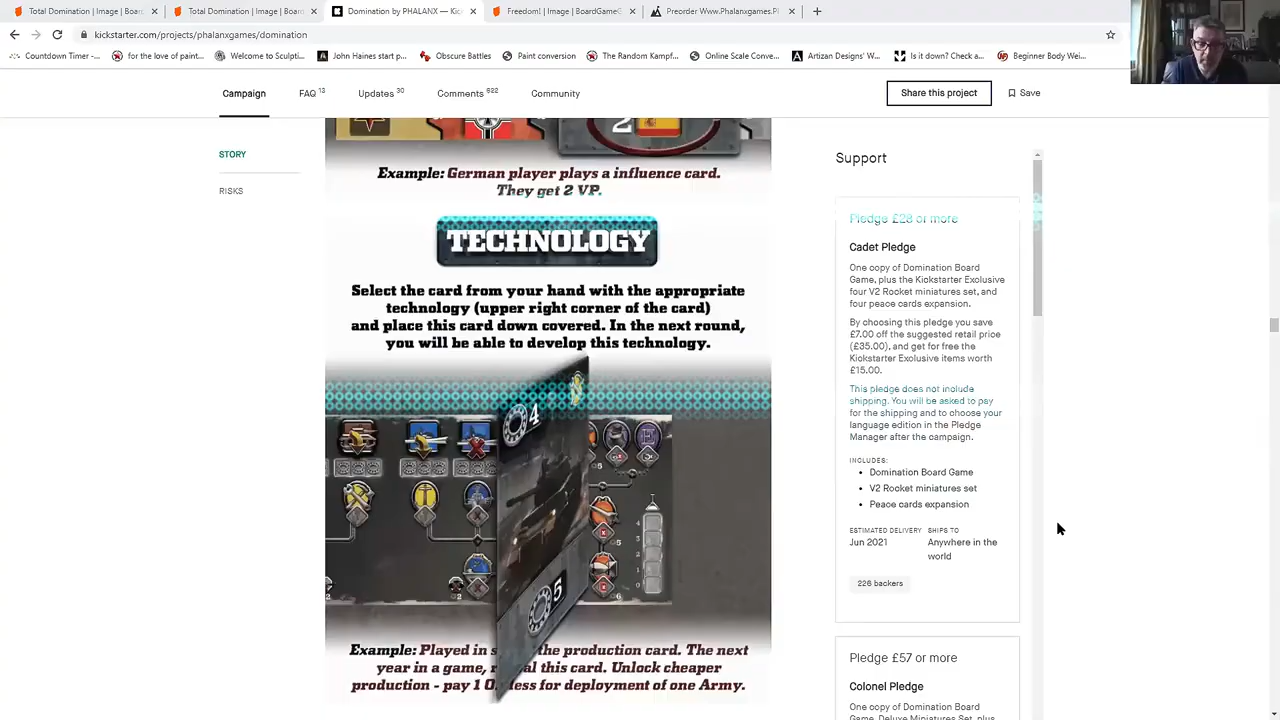 Total Domination | Image | Boar
Total Domination | Image | Board
Domination by PHALANX — Kic
Freedom! | Image | BoardGameG
Preorder Www.Phalanxgames.Pl
kickstarter.com/projects/phalanxgames/domination
Countdown Timer -...
for the love of paint...
Welcome to Sculpti...
John Haines start p...
Obscure Battles
Paint conversion
The Random Kampf...
Online Scale Conve...
Artizan Designs' W...
Is it down? Check a...
Beginner Body Wei...
Campaign
FAQ 13
Updates 30
Comments 622
Community
Share this project
Save
STORY
RISKS
2
Example: German player plays a influence card.
They get 2 VP.
TECHNOLOGY
Select the card from your hand with the appropriate
technology (upper right corner of the card)
and place this card down covered. In the next round,
you will be able to develop this technology.
4
5
Example: Played in the production card. The next
year in a game, this card. Unlock cheaper
production - pay 1 less for deployment of one Army.
Support
Pledge £28 or more
Cadet Pledge
One copy of Domination Board
Game, plus the Kickstarter Exclusive
four V2 Rocket miniatures set, and
four peace cards expansion.
By choosing this pledge you save
£7.00 off the suggested retail price
(£35.00), and get for free the
Kickstarter Exclusive items worth
£15.00.
This pledge does not include
shipping. You will be asked to pay
for the shipping and to choose your
language edition in the Pledge
Manager after the campaign.
INCLUDES:
Domination Board Game
V2 Rocket miniatures set
Peace cards expansion
ESTIMATED DELIVERY SHIPS TO
Jun 2021 Anywhere in the
world
226 backers
Pledge £57 or more
Colonel Pledge
One copy of Domination Board
Game, Deluxe Miniatures Set, plus